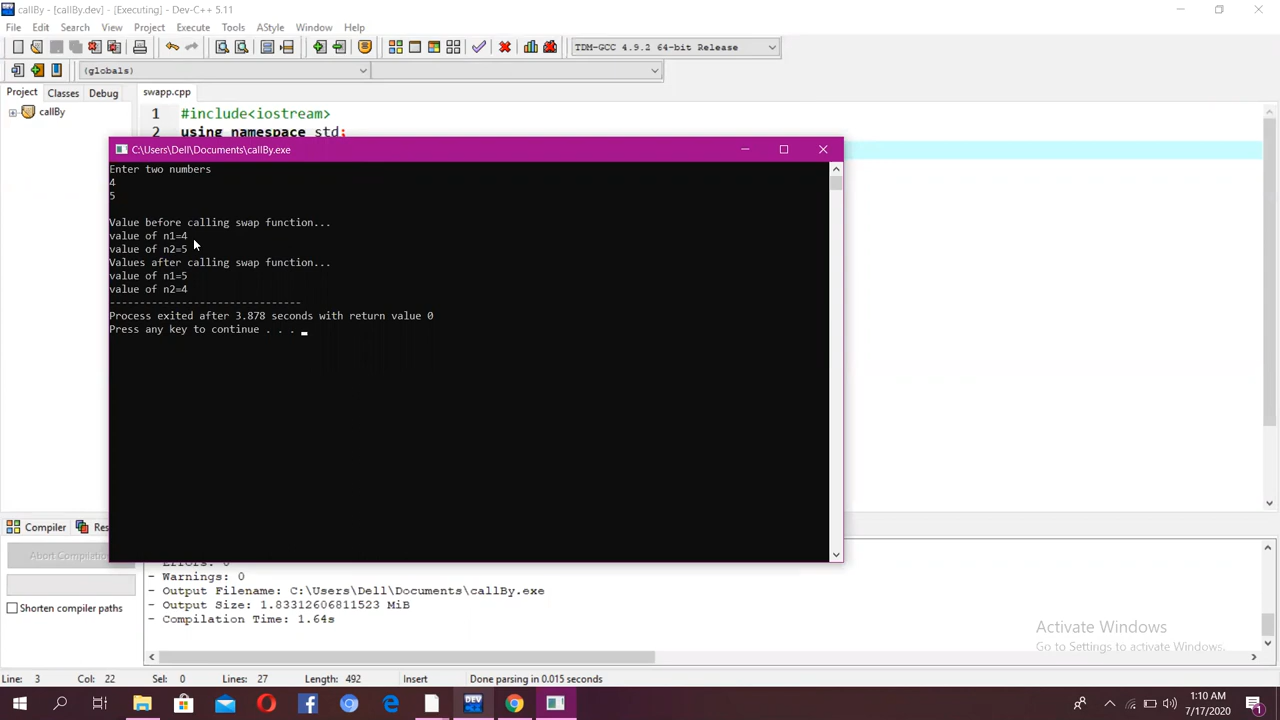 callBy - [callBy.dev] - [Executing] - Dev-C++ 5.11
File Edit Search View Project Execute Tools AStyle Window Help
TDM-GCC 4.9.2 64-bit Release
(globals)
Project Classes Debug swapp.cpp
callBy
1 #include<iostream>
2 using namespace std;
C:\Users\Dell\Documents\callBy.exe
Enter two numbers
4
5
Value before calling swap function...
value of n1=4
value of n2=5
Values after calling swap function...
value of n1=5
value of n2=4
--------------------------------
Process exited after 3.878 seconds with return value 0
Press any key to continue . . .
Compiler Res
Abort Compilatio
- Errors: 0
- Warnings: 0
- Output Filename: C:\Users\Dell\Documents\callBy.exe
- Output Size: 1.83312606811523 MiB
- Compilation Time: 1.64s
Shorten compiler paths
Activate Windows
Go to Settings to activate Windows.
Line: 3 Col: 22 Sel: 0 Lines: 27 Length: 492 Insert Done parsing in 0.015 seconds
DEV
1:10 AM
7/17/2020
1